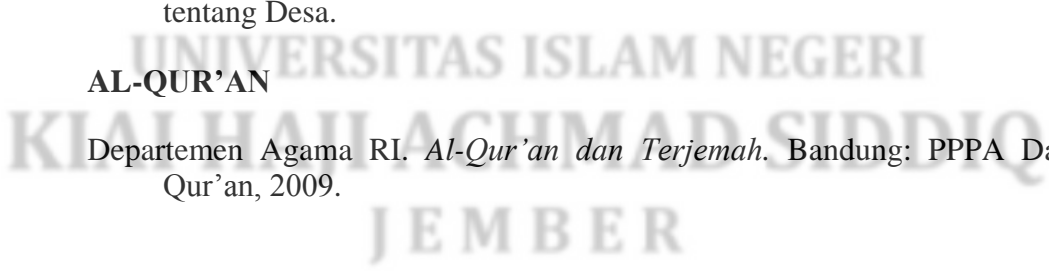 tentang Desa.
UNIVERSITAS ISLAM NEGERI
AL-QUR’AN
KIAI HAJI ACHMAD SIDDIQ
Departemen Agama RI. Al-Qur’an dan Terjemah. Bandung: PPPA Da
Qur’an, 2009.
JEMBER